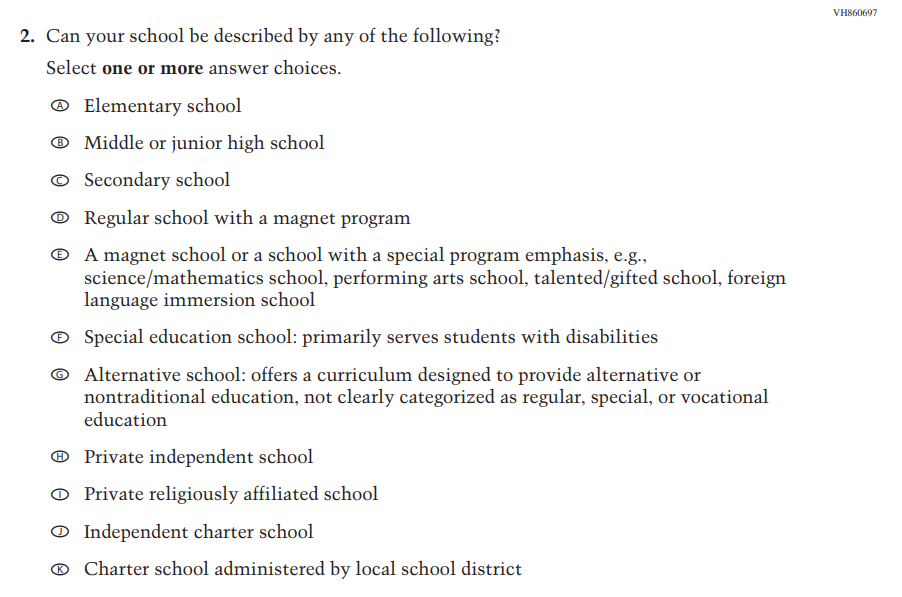 VH860697
2. Can your school be described by any of the following?
Select one or more answer choices.
A Elementary school
B Middle or junior high school
C Secondary school
D Regular school with a magnet program
E A magnet school or a school with a special program emphasis, e.g.,
science/mathematics school, performing arts school, talented/gifted school, foreign
language immersion school
F Special education school: primarily serves students with disabilities
G Alternative school: offers a curriculum designed to provide alternative or
nontraditional education, not clearly categorized as regular, special, or vocational
education
H Private independent school
I Private religiously affiliated school
J Independent charter school
K Charter school administered by local school district